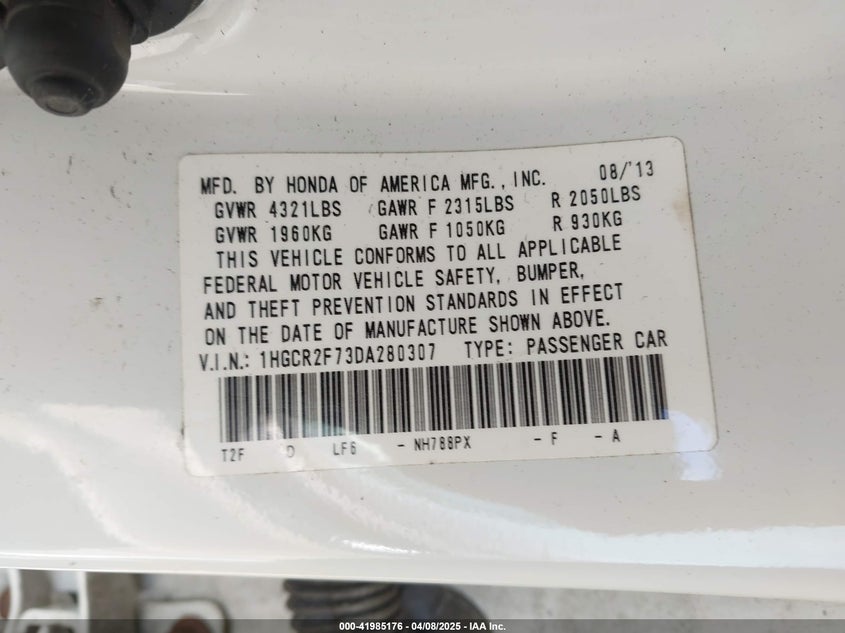 MFD. BY HONDA OF AMERICA MFG., INC. 08/'13
GVWR 4321LBS GAWR F 2315LBS R 2050LBS
GVWR 1960KG GAWR F 1050KG R 930KG
THIS VEHICLE CONFORMS TO ALL APPLICABLE
FEDERAL MOTOR VEHICLE SAFETY, BUMPER,
AND THEFT PREVENTION STANDARDS IN EFFECT
ON THE DATE OF MANUFACTURE SHOWN ABOVE.
V.I.N.: 1HGCR2F73DA280307 TYPE: PASSENGER CAR
T2F D LF6 - NH788PX - F - A
000-41985176 - 04/08/2025 - IAA Inc.